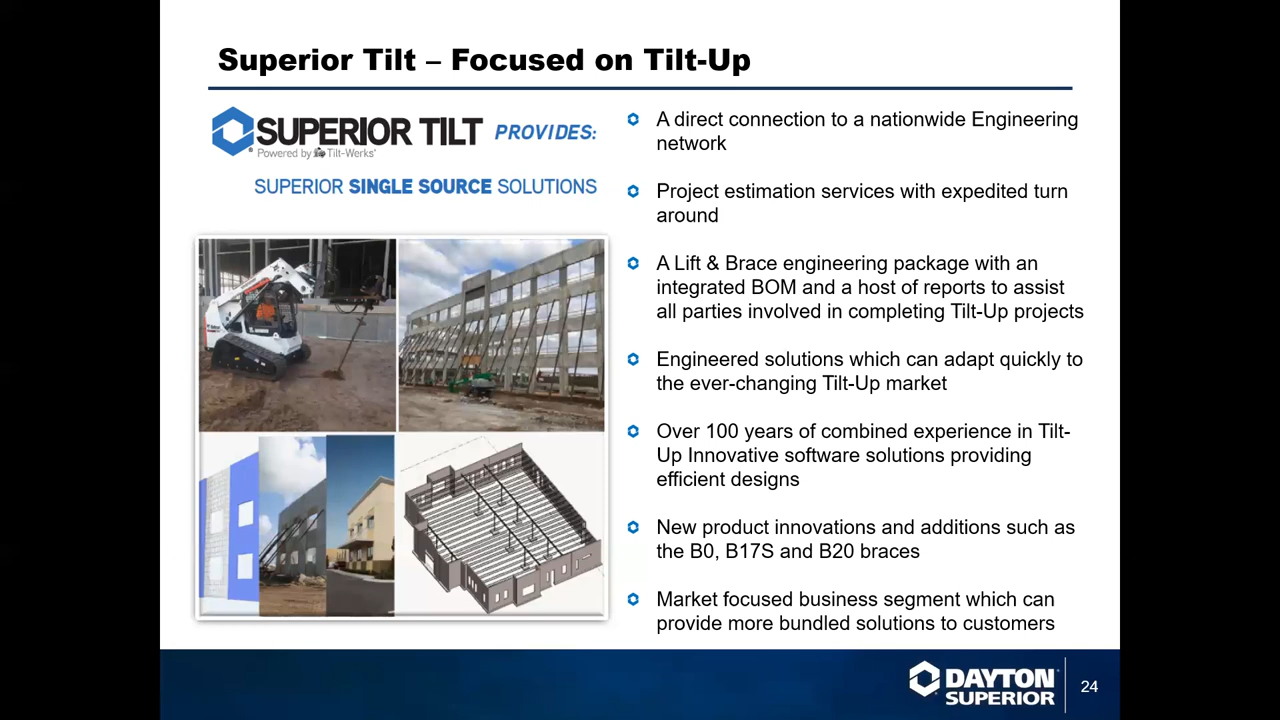 Superior Tilt – Focused on Tilt-Up
SUPERIOR TILT PROVIDES:
Powered by Tilt-Werks®
SUPERIOR SINGLE SOURCE SOLUTIONS
A direct connection to a nationwide Engineering
network
Project estimation services with expedited turn
around
A Lift & Brace engineering package with an
integrated BOM and a host of reports to assist
all parties involved in completing Tilt-Up projects
Engineered solutions which can adapt quickly to
the ever-changing Tilt-Up market
Over 100 years of combined experience in Tilt-
Up Innovative software solutions providing
efficient designs
New product innovations and additions such as
the B0, B17S and B20 braces
Market focused business segment which can
provide more bundled solutions to customers
DAYTON
SUPERIOR
24